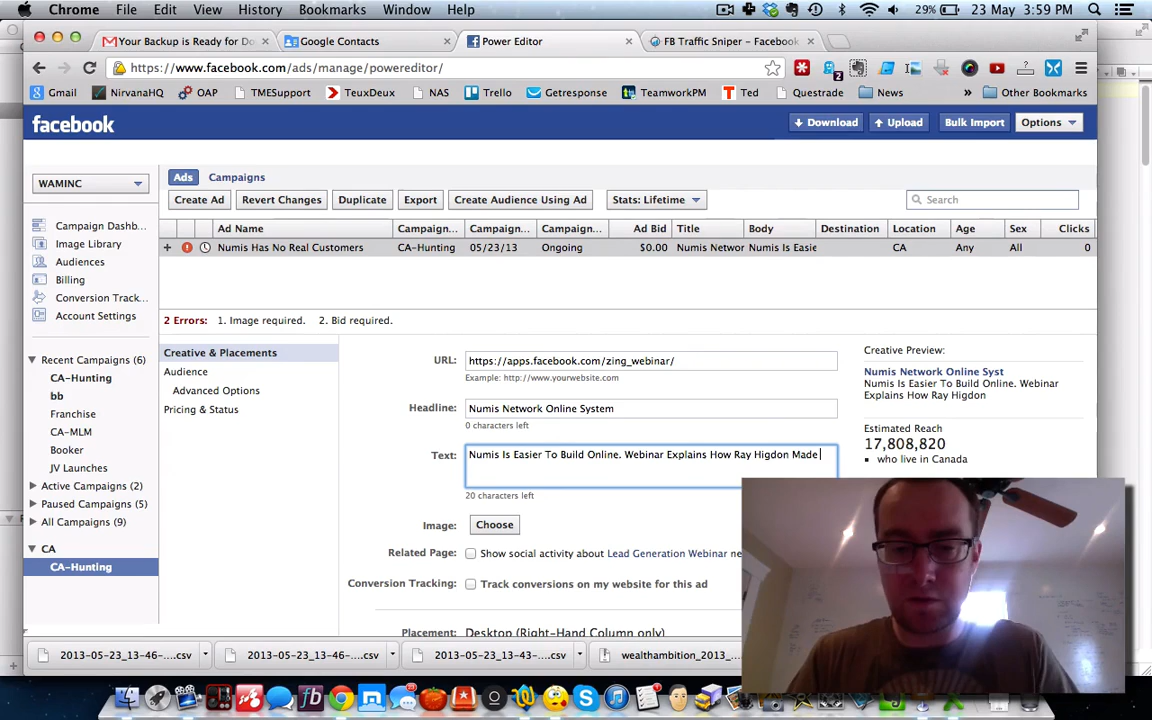 Chrome File Edit View History Bookmarks Window Help 29% 23 May 3:59 PM
Your Backup is Ready for Do Google Contacts Power Editor FB Traffic Sniper – Facebook
https://www.facebook.com/ads/manage/powereditor/
Gmail NirvanaHQ OAP TMESupport TeuxDeux NAS Trello Getresponse TeamworkPM Ted Questrade News » Other Bookmarks
facebook Download Upload Bulk Import Options
WAMINC Ads Campaigns
Create Ad Revert Changes Duplicate Export Create Audience Using Ad Stats: Lifetime Search
Ad Name Campaign... Campaign... Campaign... Ad Bid Title Body Destination Location Age Sex Clicks
Numis Has No Real Customers CA-Hunting 05/23/13 Ongoing $0.00 Numis Networ Numis Is Easie CA Any All 0
Campaign Dashb...
Image Library
Audiences
Billing
Conversion Track...
Account Settings
Recent Campaigns (6)
CA-Hunting
bb
Franchise
CA-MLM
Booker
JV Launches
Active Campaigns (2)
Paused Campaigns (5)
All Campaigns (9)
CA
CA-Hunting
2 Errors: 1. Image required. 2. Bid required.
Creative & Placements
Audience
Advanced Options
Pricing & Status
URL: https://apps.facebook.com/zing_webinar/
Example: http://www.yourwebsite.com
Headline: Numis Network Online System
0 characters left
Text: Numis Is Easier To Build Online. Webinar Explains How Ray Higdon Made
20 characters left
Image: Choose
Related Page: Show social activity about Lead Generation Webinar ne
Conversion Tracking: Track conversions on my website for this ad
Placement: Desktop (Right-Hand Column only)
Creative Preview:
Numis Network Online Syst
Numis Is Easier To Build Online. Webinar
Explains How Ray Higdon
Estimated Reach
17,808,820
who live in Canada
2013-05-23_13-46-....csv 2013-05-23_13-46-....csv 2013-05-23_13-43-....csv wealthambition_2013_...